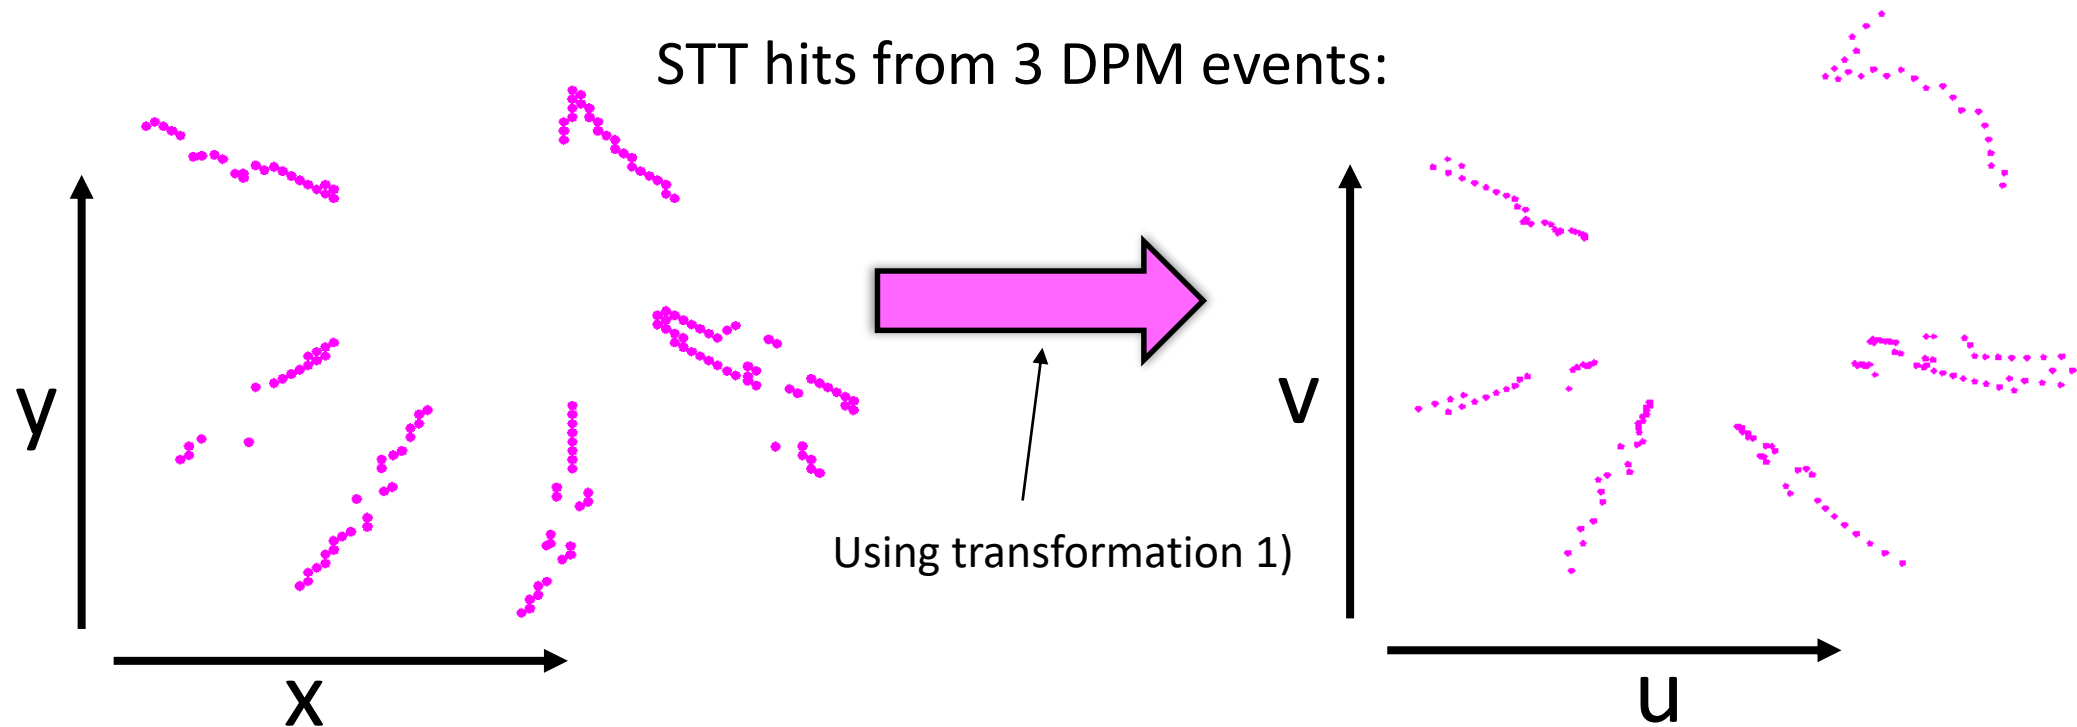 STT hits from 3 DPM events:
y
x
Using transformation 1)
v
u